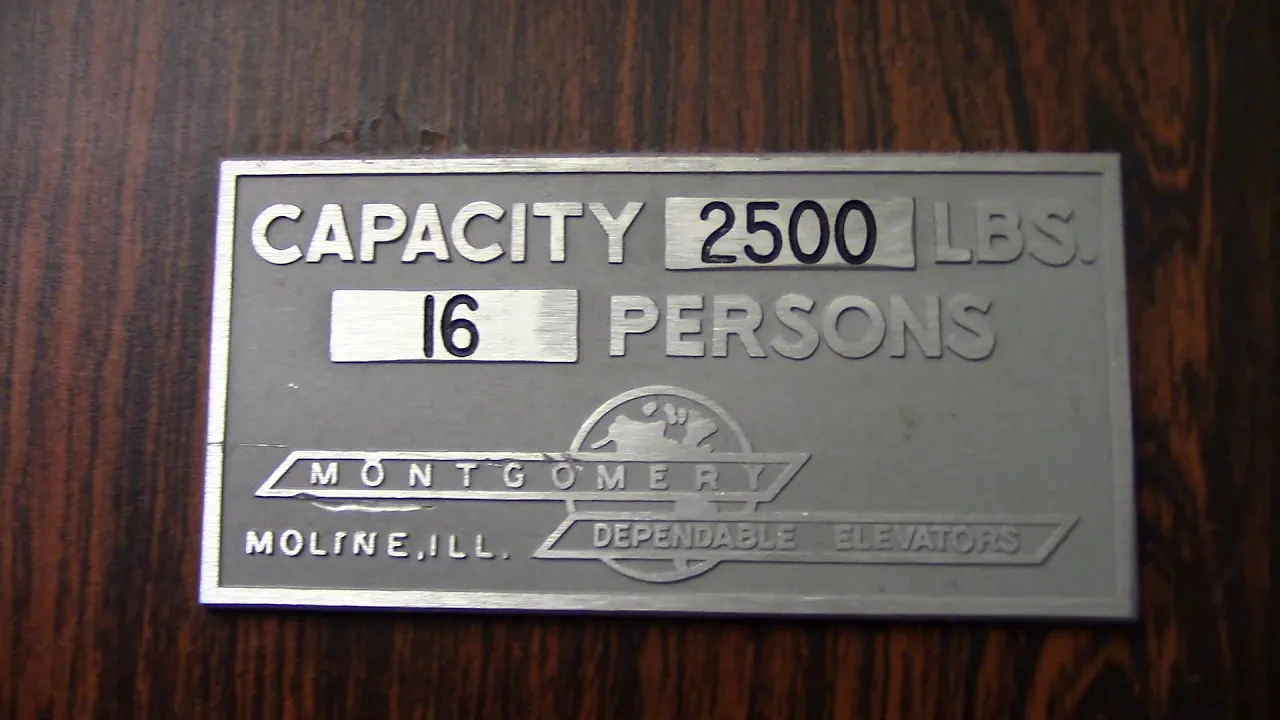 CAPACITY 2500 LBS.
16 PERSONS
MONTGOMERY
MOLINE, ILL.
DEPENDABLE ELEVATORS